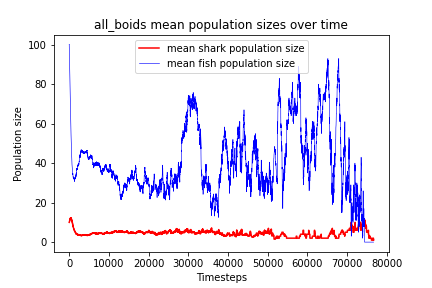 all_boids mean population sizes over time
mean shark population size
mean fish population size
Population size
100
80
60
40
20
0
0 10000 20000 30000 40000 50000 60000 70000 80000
Timesteps